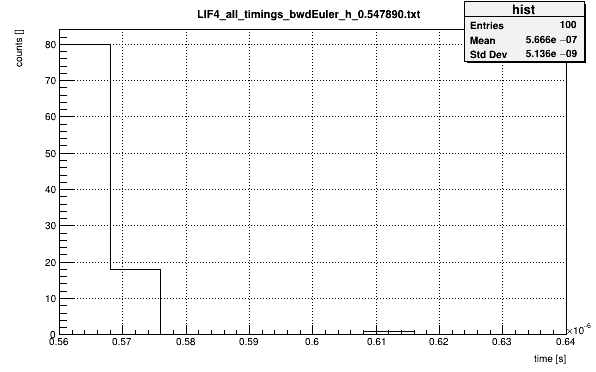 LIF4_all_timings_bwdEuler_h_0.547890.txt
hist
Entries 100
Mean 5.666e −07
Std Dev 5.136e −09
counts []
80
70
60
50
40
30
20
10
0
0.56 0.57 0.58 0.59 0.6 0.61 0.62 0.63 0.64
×10−6
time [s]